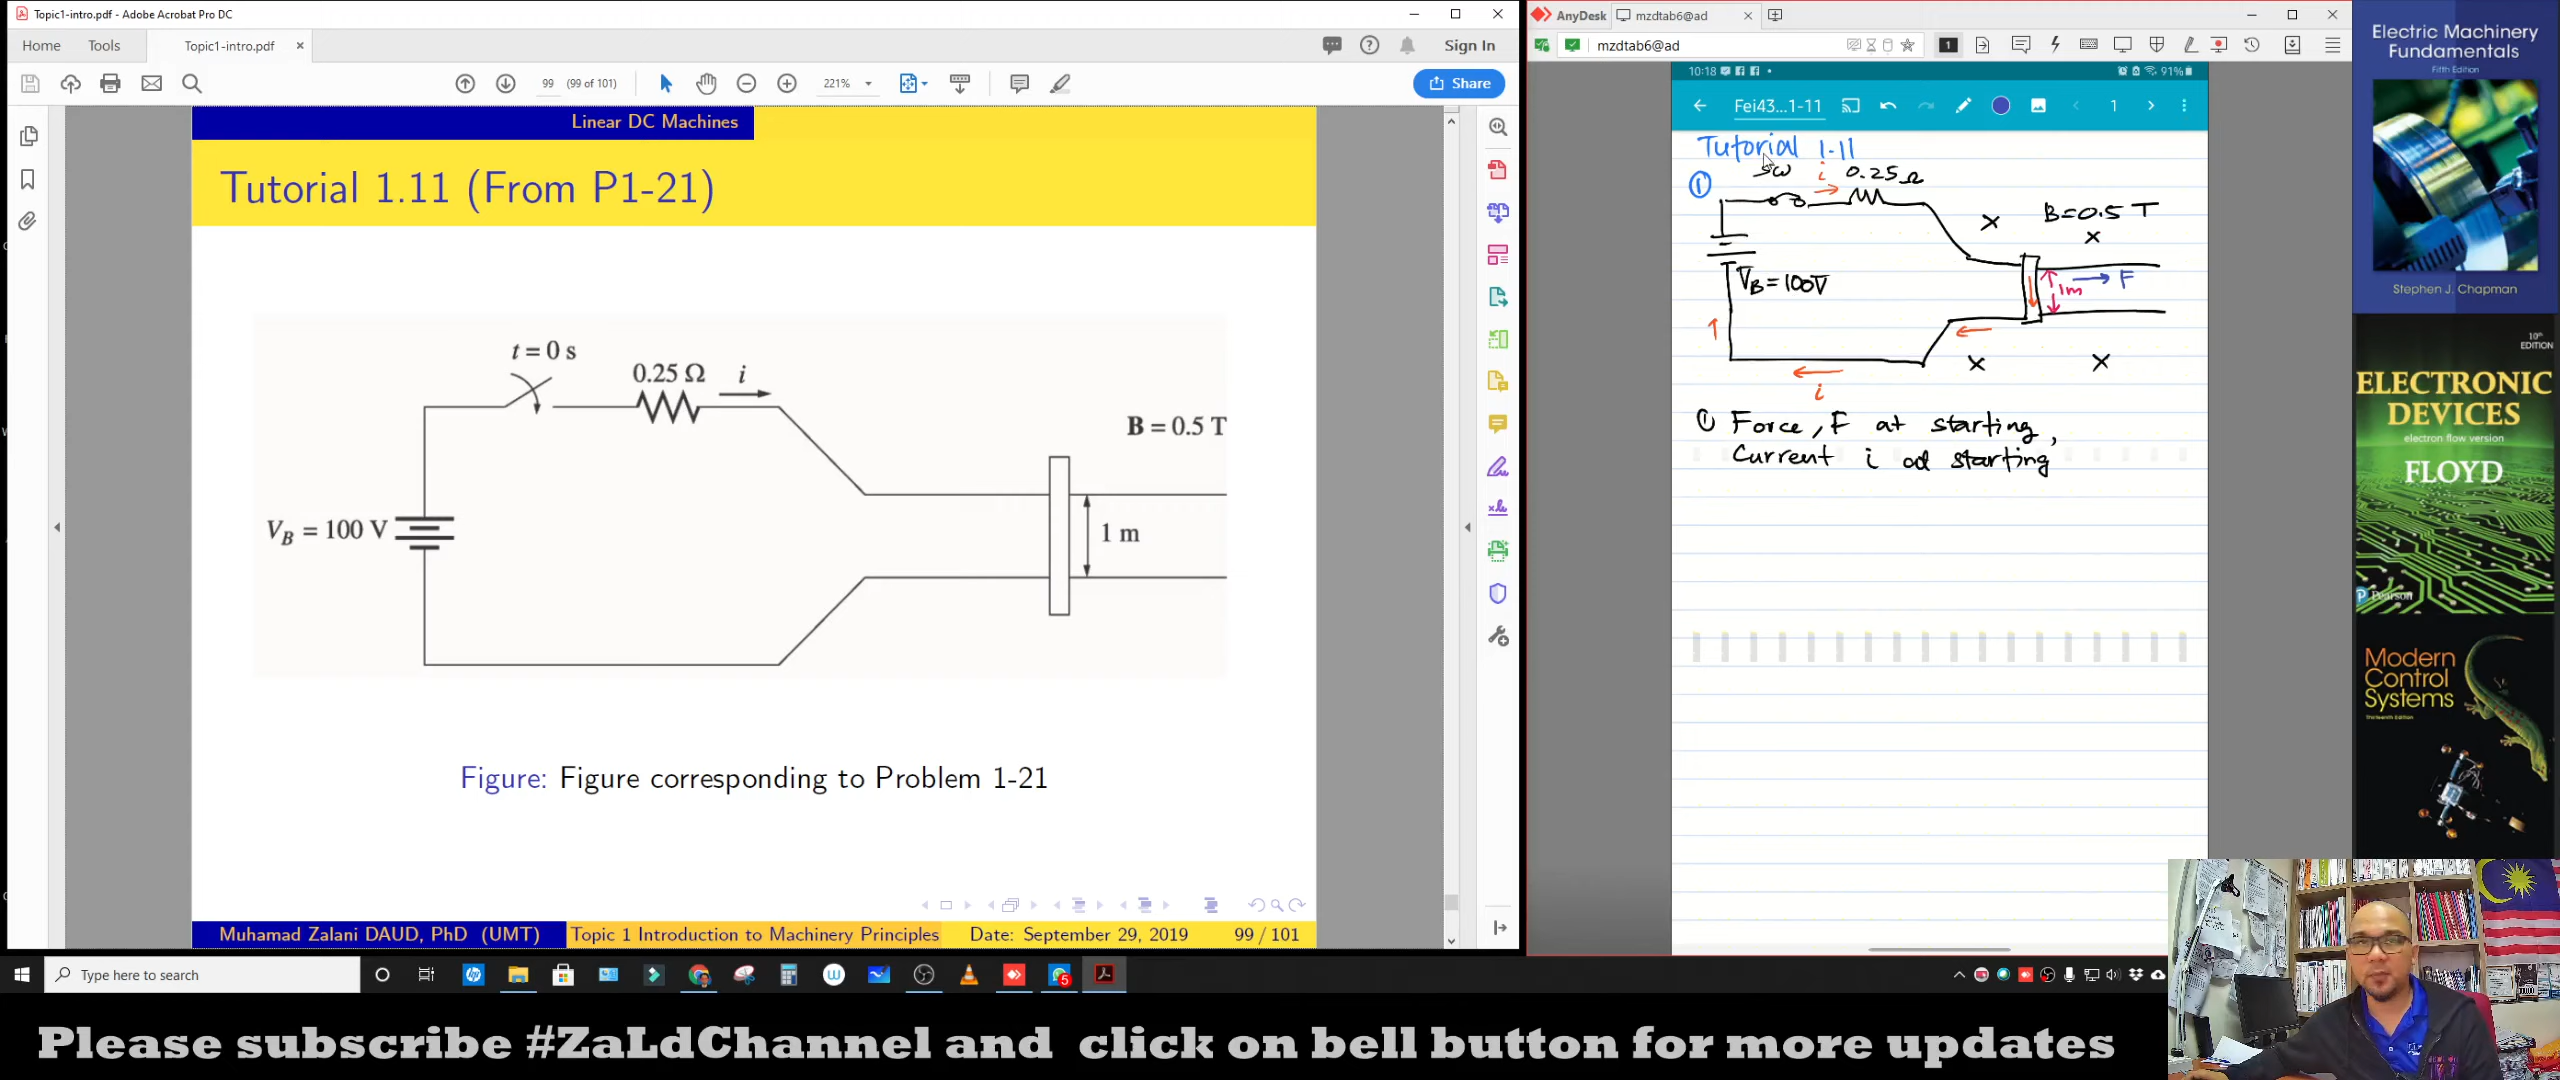 Topic1-intro.pdf - Adobe Acrobat Pro DC
Home Tools Topic1-intro.pdf × Sign In
99 (99 of 101) 221% Share
Linear DC Machines
Tutorial 1.11 (From P1-21)
t = 0 s
0.25 Ω i
B = 0.5 T
V_B = 100 V
1 m
Figure: Figure corresponding to Problem 1-21
Muhamad Zalani DAUD, PhD (UMT) Topic 1 Introduction to Machinery Principles Date: September 29, 2019 99 / 101
Type here to search
AnyDesk mzdtab6@ad
mzdtab6@ad 1
10:18 91%
Fei43...1-11 1
Tutorial 1-11
SW i 0.25 Ω
①
B=0.5 T
V_B = 100V
1m
F
i
① Force, F at starting,
Current i at starting
Electric Machinery
Fundamentals
Fifth Edition
Stephen J. Chapman
10th
EDITION
ELECTRONIC
DEVICES
electron flow version
FLOYD
Pearson
Modern
Control
Systems
Thirteenth Edition
Please subscribe #ZaLdChannel and click on bell button for more updates